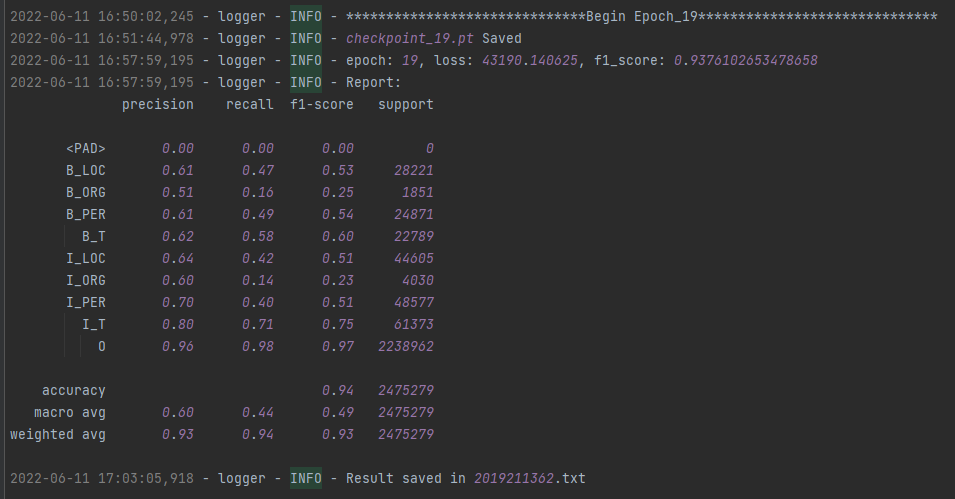 2022-06-11 16:50:02,245 - logger - INFO - ******************************Begin Epoch_19******************************
2022-06-11 16:51:44,978 - logger - INFO - checkpoint_19.pt Saved
2022-06-11 16:57:59,195 - logger - INFO - epoch: 19, loss: 43190.140625, f1_score: 0.9376102653478658
2022-06-11 16:57:59,195 - logger - INFO - Report:
              precision    recall  f1-score   support

       <PAD>       0.00      0.00      0.00         0
       B_LOC       0.61      0.47      0.53     28221
       B_ORG       0.51      0.16      0.25      1851
       B_PER       0.61      0.49      0.54     24871
         B_T       0.62      0.58      0.60     22789
       I_LOC       0.64      0.42      0.51     44605
       I_ORG       0.60      0.14      0.23      4030
       I_PER       0.70      0.40      0.51     48577
         I_T       0.80      0.71      0.75     61373
           O       0.96      0.98      0.97   2238962

    accuracy                           0.94   2475279
   macro avg       0.60      0.44      0.49   2475279
weighted avg       0.93      0.94      0.93   2475279

2022-06-11 17:03:05,918 - logger - INFO - Result saved in 2019211362.txt